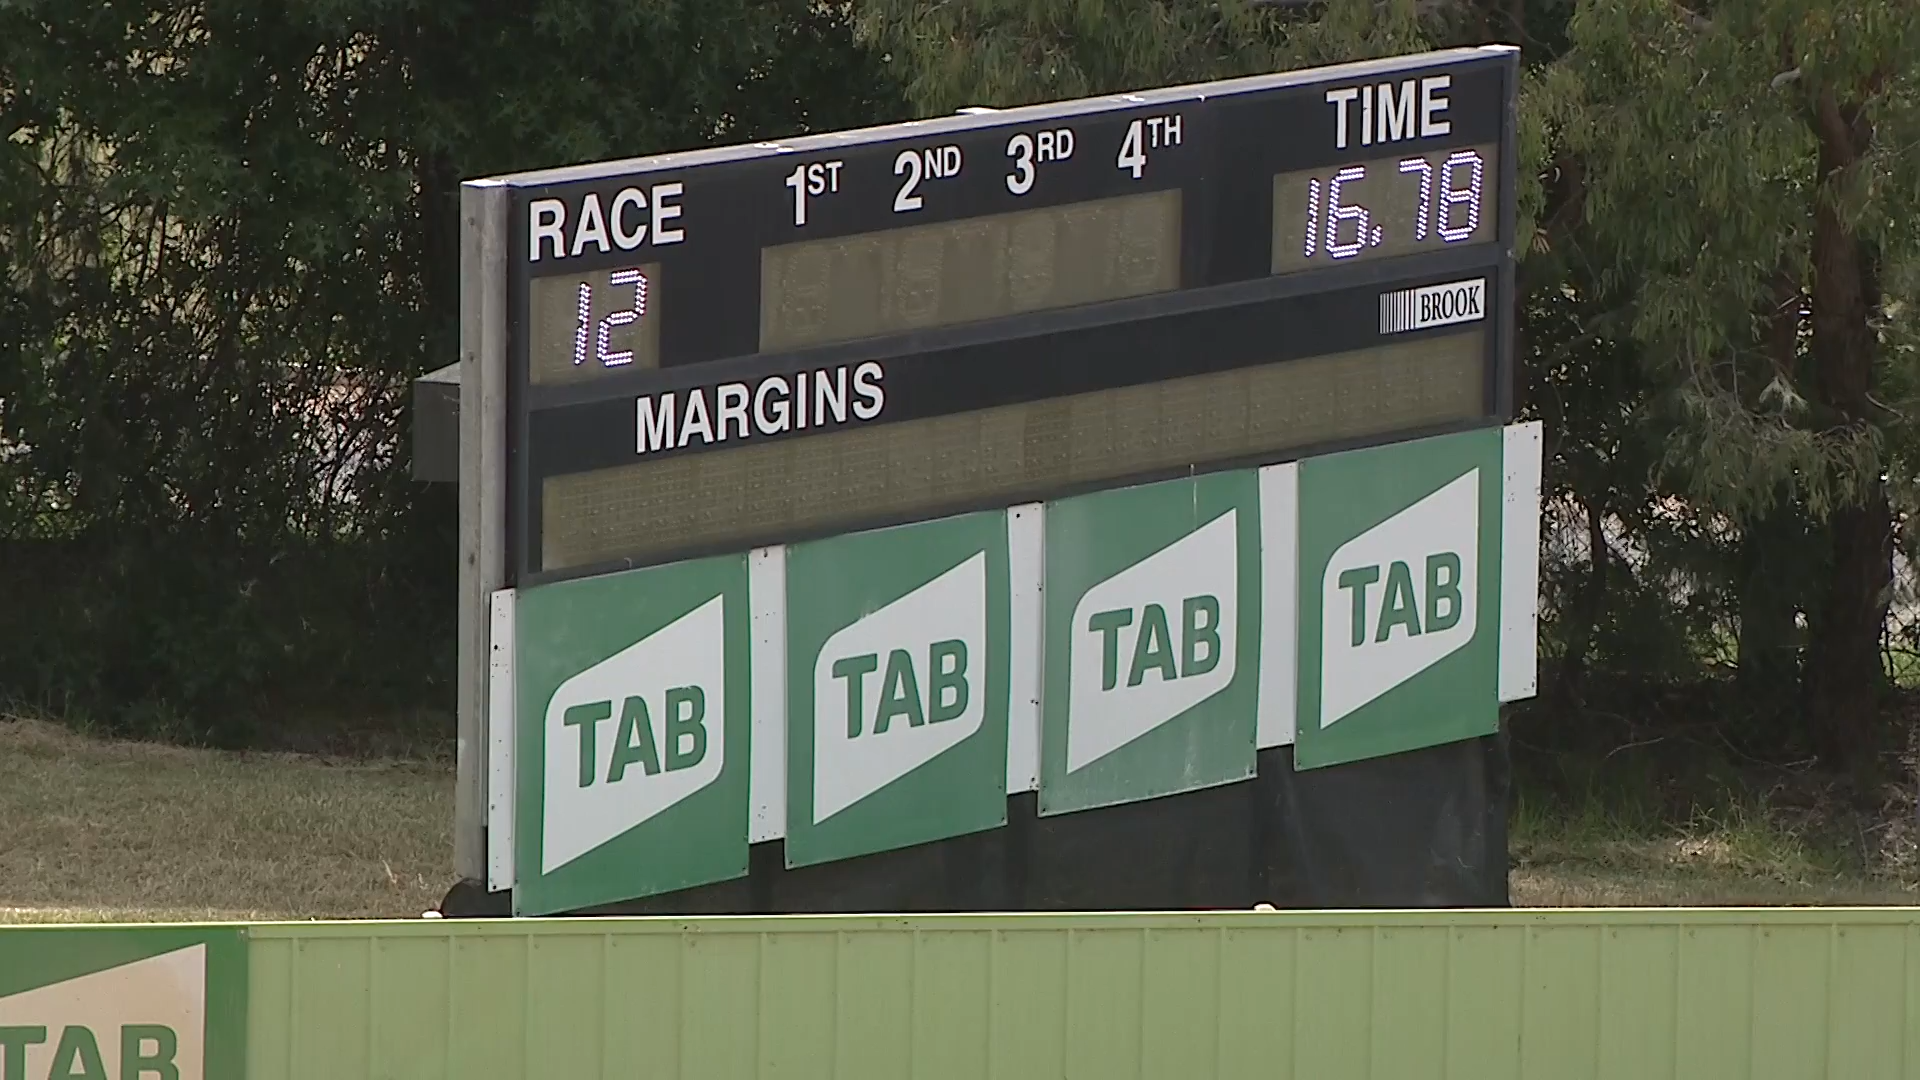 RACE 1ST 2ND 3RD 4TH TIME
12 16.78
BROOK
MARGINS
TAB TAB TAB TAB
TAB